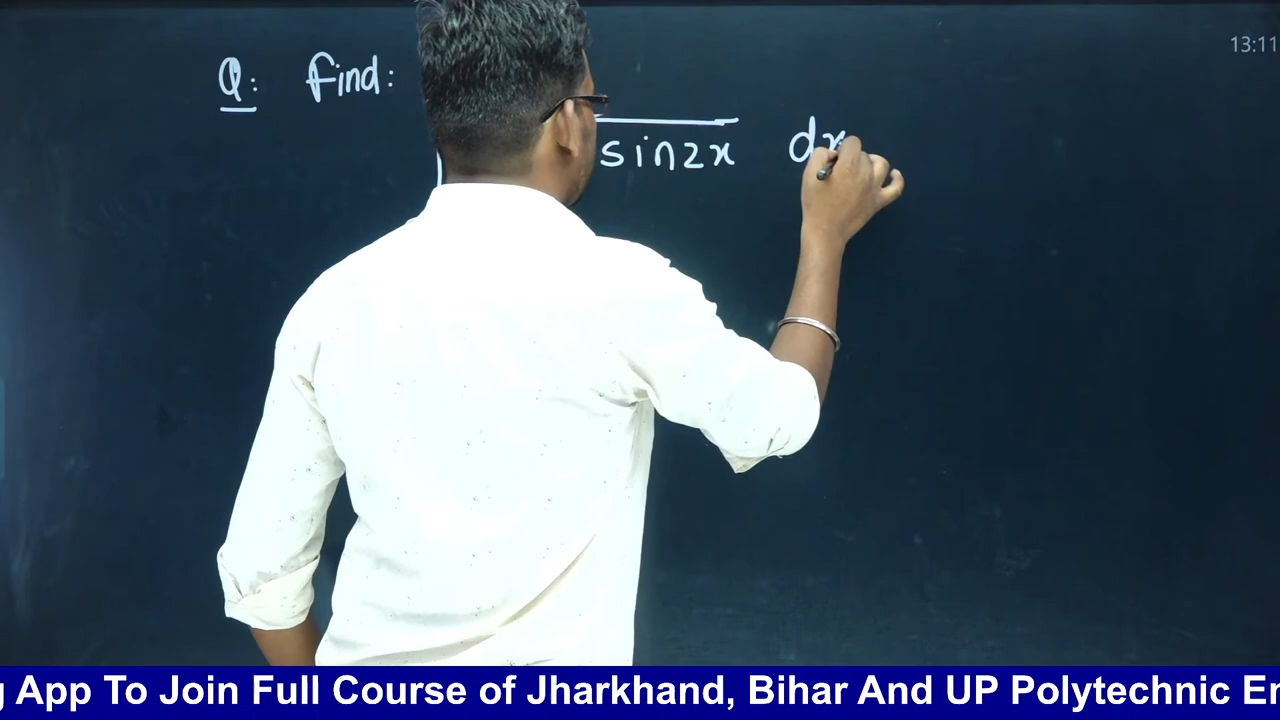 Q: Find:
sin2x dx
13:11
g App To Join Full Course of Jharkhand, Bihar And UP Polytechnic En